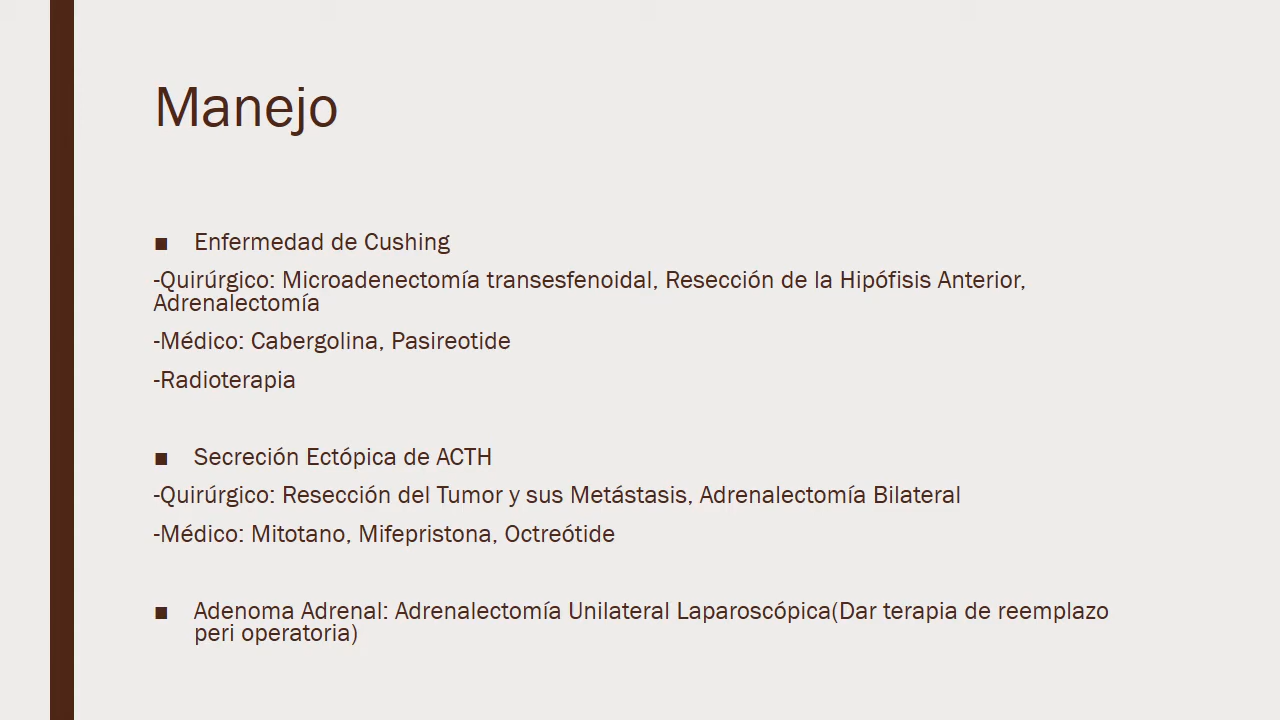 Manejo
■ Enfermedad de Cushing
-Quirúrgico: Microadenectomía transesfenoidal, Resección de la Hipófisis Anterior,
Adrenalectomía
-Médico: Cabergolina, Pasireotide
-Radioterapia
■ Secreción Ectópica de ACTH
-Quirúrgico: Resección del Tumor y sus Metástasis, Adrenalectomía Bilateral
-Médico: Mitotano, Mifepristona, Octreótide
■ Adenoma Adrenal: Adrenalectomía Unilateral Laparoscópica(Dar terapia de reemplazo
peri operatoria)